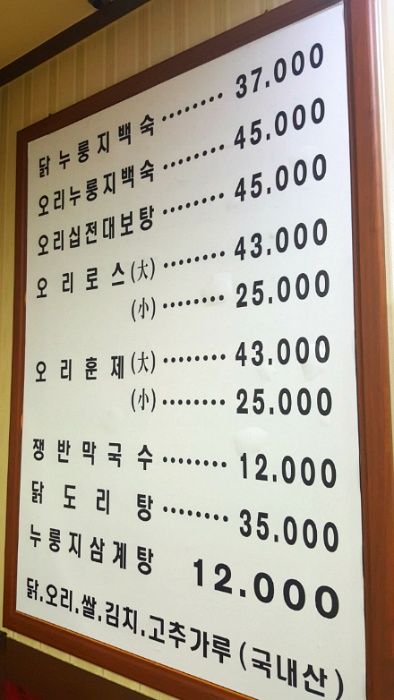 닭누룽지백숙········ 37.000
오리누룽지백숙········ 45.000
오리십전대보탕········ 45.000
오리로스(大)········ 43.000
(小)········ 25.000
오리훈제(大)········ 43.000
(小)········ 25.000
쟁반막국수········ 12.000
닭도리탕········ 35.000
누룽지삼계탕 12.000
닭.오리.쌀.김치.고추가루(국내산)